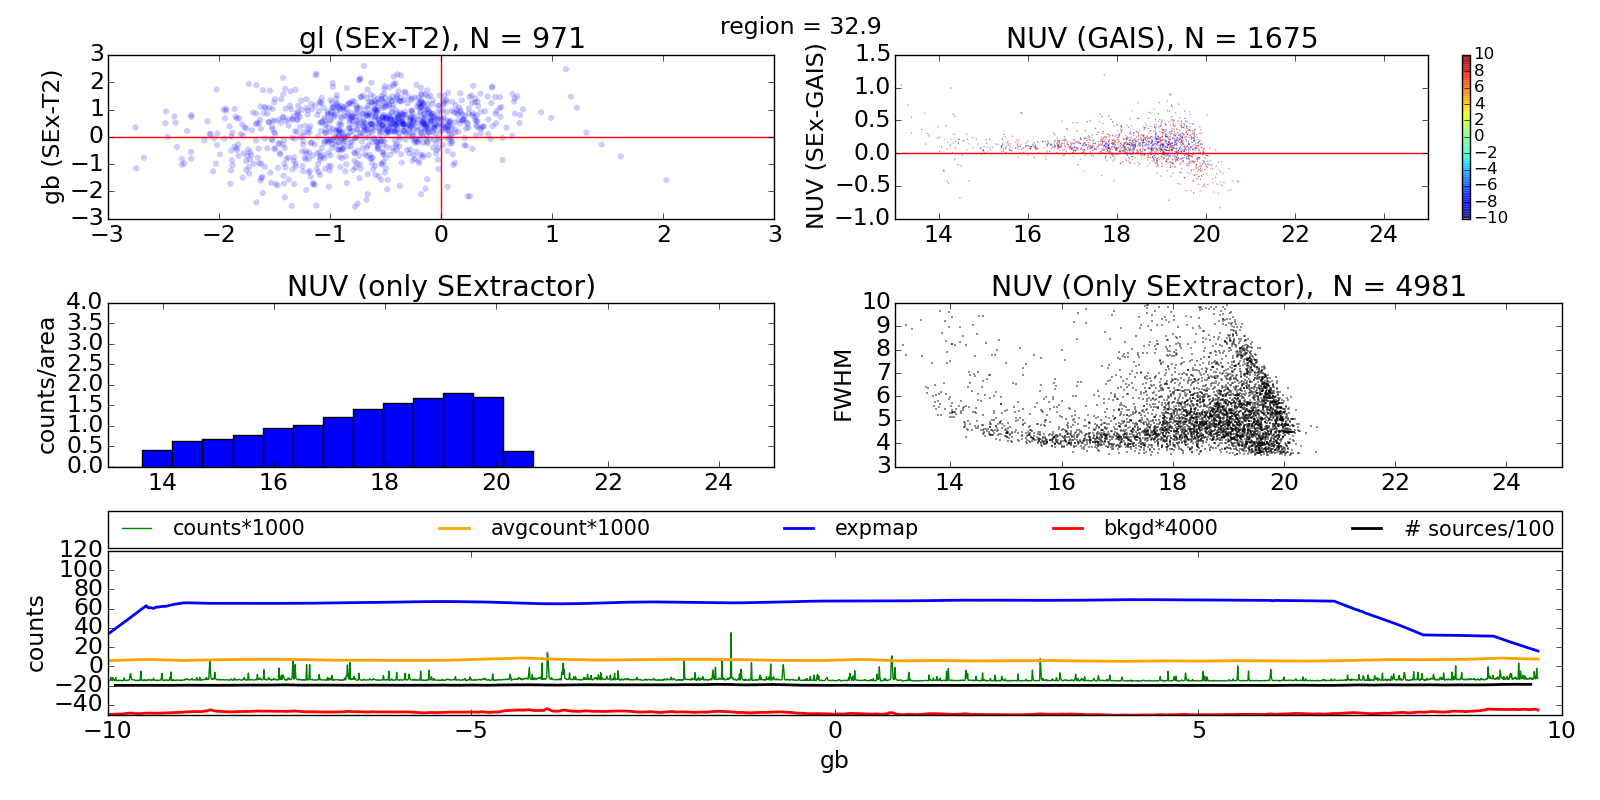 region = 32.9
gl (SEx-T2), N = 971
gb (SEx-T2)
3
2
1
0
−1
−2
−3
−3 −2 −1 0 1 2 3
NUV (GAIS), N = 1675
NUV (SEx-GAIS)
1.5
1.0
0.5
0.0
−0.5
−1.0
14 16 18 20 22 24
10
8
6
4
2
0
−2
−4
−6
−8
−10
NUV (only SExtractor)
counts/area
4.0
3.5
3.0
2.5
2.0
1.5
1.0
0.5
0.0
14 16 18 20 22 24
NUV (Only SExtractor), N = 4981
FWHM
10
9
8
7
6
5
4
3
14 16 18 20 22 24
counts*1000 avgcount*1000 expmap bkgd*4000 # sources/100
counts
120
100
80
60
40
20
0
−20
−40
−10 −5 0 5 10
gb